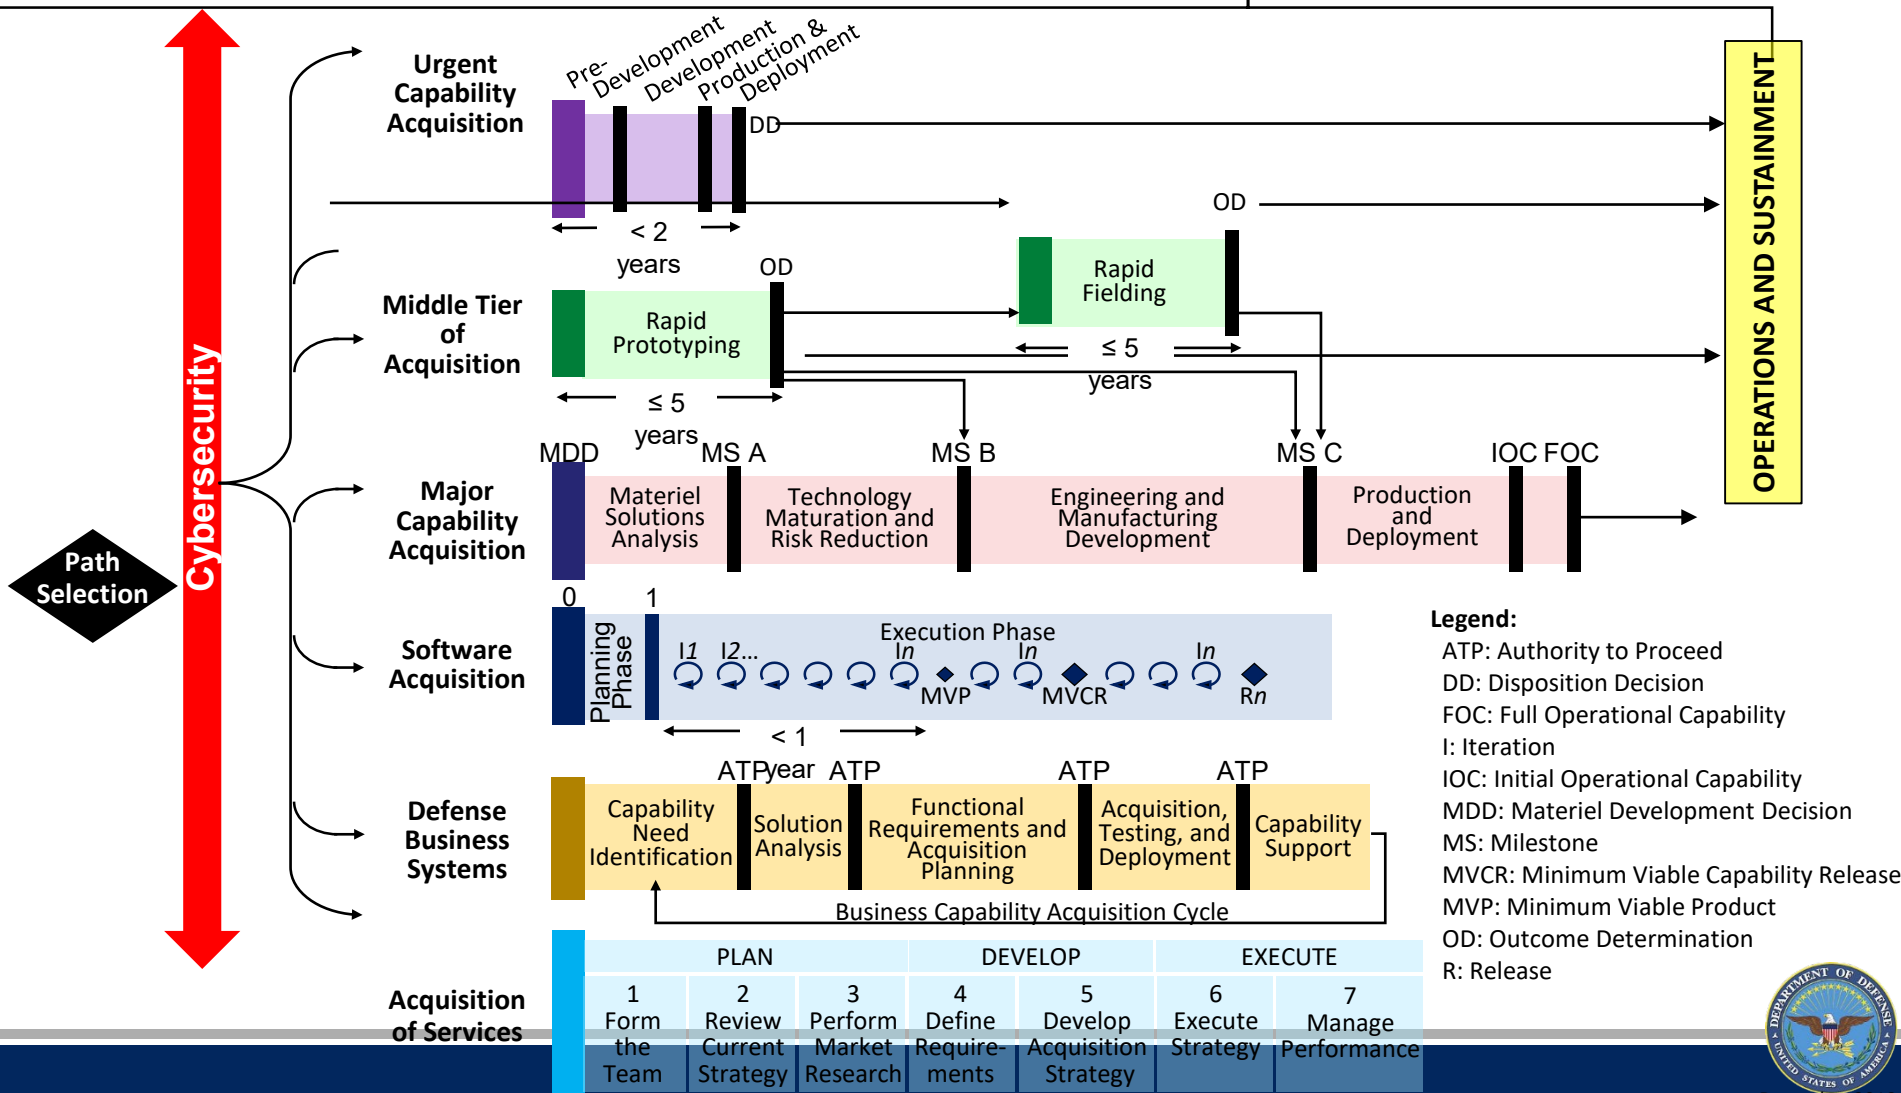 Urgent
Capability
Acquisition
Pre-
Development
Development
Production &
Deployment
DD
< 2
years
OPERATIONS AND SUSTAINMENT
Cybersecurity
Path
Selection
Middle Tier
of
Acquisition
Rapid
Prototyping
OD
≤ 5
years
Rapid
Fielding
OD
≤ 5
years
Major
Capability
Acquisition
MDD
MS A
MS B
MS C
IOC
FOC
Materiel
Solutions
Analysis
Technology
Maturation and
Risk Reduction
Engineering and
Manufacturing
Development
Production
and
Deployment
Software
Acquisition
0
1
Planning
Phase
Execution Phase
I1
I2...
In
In
In
MVP
MVCR
Rn
< 1
year
Defense
Business
Systems
ATP
ATP
ATP
ATP
Capability
Need
Identification
Solution
Analysis
Functional
Requirements and
Acquisition
Planning
Acquisition,
Testing, and
Deployment
Capability
Support
Business Capability Acquisition Cycle
Acquisition
of Services
PLAN
DEVELOP
EXECUTE
1
Form
the
Team
2
Review
Current
Strategy
3
Perform
Market
Research
4
Define
Require-
ments
5
Develop
Acquisition
Strategy
6
Execute
Strategy
7
Manage
Performance
Legend:
ATP: Authority to Proceed
DD: Disposition Decision
FOC: Full Operational Capability
I: Iteration
IOC: Initial Operational Capability
MDD: Materiel Development Decision
MS: Milestone
MVCR: Minimum Viable Capability Release
MVP: Minimum Viable Product
OD: Outcome Determination
R: Release
DEPARTMENT OF DEFENSE
UNITED STATES OF AMERICA